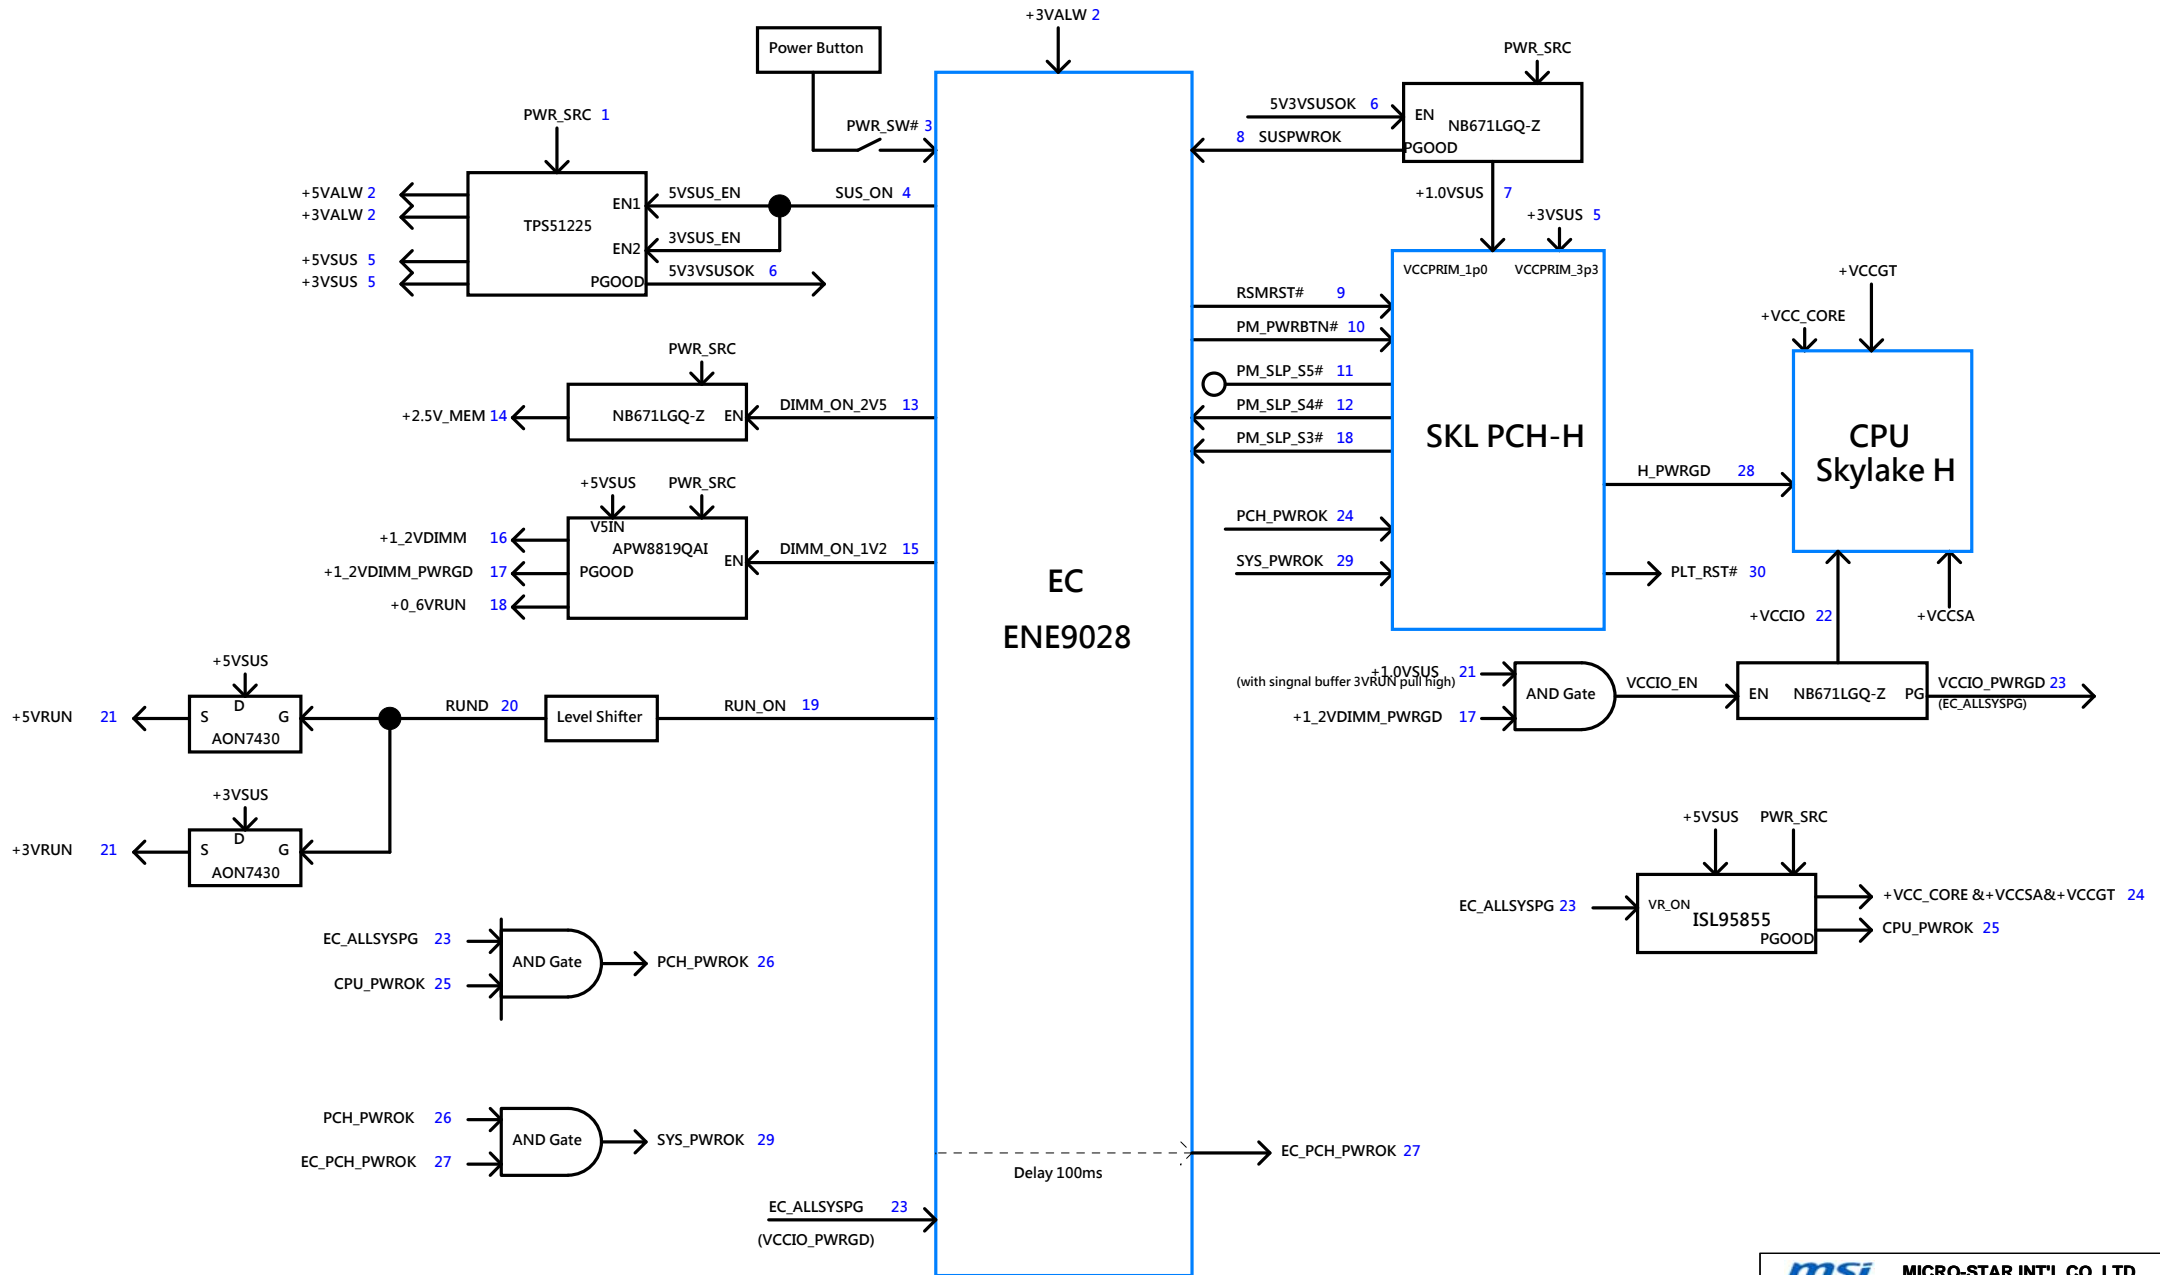 +3VALW 2
Power Button
PWR_SW# 3
PWR_SRC 1
+5VALW 2
+3VALW 2
+5VSUS 5
+3VSUS 5
TPS51225
EN1
EN2
PGOOD
5VSUS_EN
3VSUS_EN
SUS_ON 4
5V3VSUSOK 6
PWR_SRC
+2.5V_MEM 14
NB671LGQ-Z
EN
DIMM_ON_2V5 13
+5VSUS
PWR_SRC
V5IN
APW8819QAI
EN
PGOOD
+1_2VDIMM 16
+1_2VDIMM_PWRGD 17
+0_6VRUN 18
DIMM_ON_1V2 15
+5VSUS
+5VRUN 21
S
D
G
AON7430
RUND 20
Level Shifter
RUN_ON 19
+3VSUS
+3VRUN 21
S
D
G
AON7430
EC_ALLSYSPG 23
CPU_PWROK 25
AND Gate
PCH_PWROK 26
PCH_PWROK 26
EC_PCH_PWROK 27
AND Gate
SYS_PWROK 29
EC_ALLSYSPG 23
(VCCIO_PWRGD)
EC
ENE9028
Delay 100ms
EC_PCH_PWROK 27
PWR_SRC
5V3VSUSOK 6
8 SUSPWROK
EN
NB671LGQ-Z
PGOOD
+1.0VSUS 7
+3VSUS 5
VCCPRIM_1p0
VCCPRIM_3p3
RSMRST# 9
PM_PWRBTN# 10
PM_SLP_S5# 11
PM_SLP_S4# 12
PM_SLP_S3# 18
PCH_PWROK 24
SYS_PWROK 29
SKL PCH-H
H_PWRGD 28
PLT_RST# 30
+VCCGT
+VCC_CORE
CPU
Skylake H
+VCCIO 22
+VCCSA
+1.0VSUS 21
(with singnal buffer 3VRUN pull high)
+1_2VDIMM_PWRGD 17
AND Gate
VCCIO_EN
EN
NB671LGQ-Z
PG
VCCIO_PWRGD 23
(EC_ALLSYSPG)
+5VSUS
PWR_SRC
EC_ALLSYSPG 23
VR_ON
ISL95855
PGOOD
+VCC_CORE &+VCCSA&+VCCGT 24
CPU_PWROK 25
msi
MICRO-STAR INT'L CO.,LTD